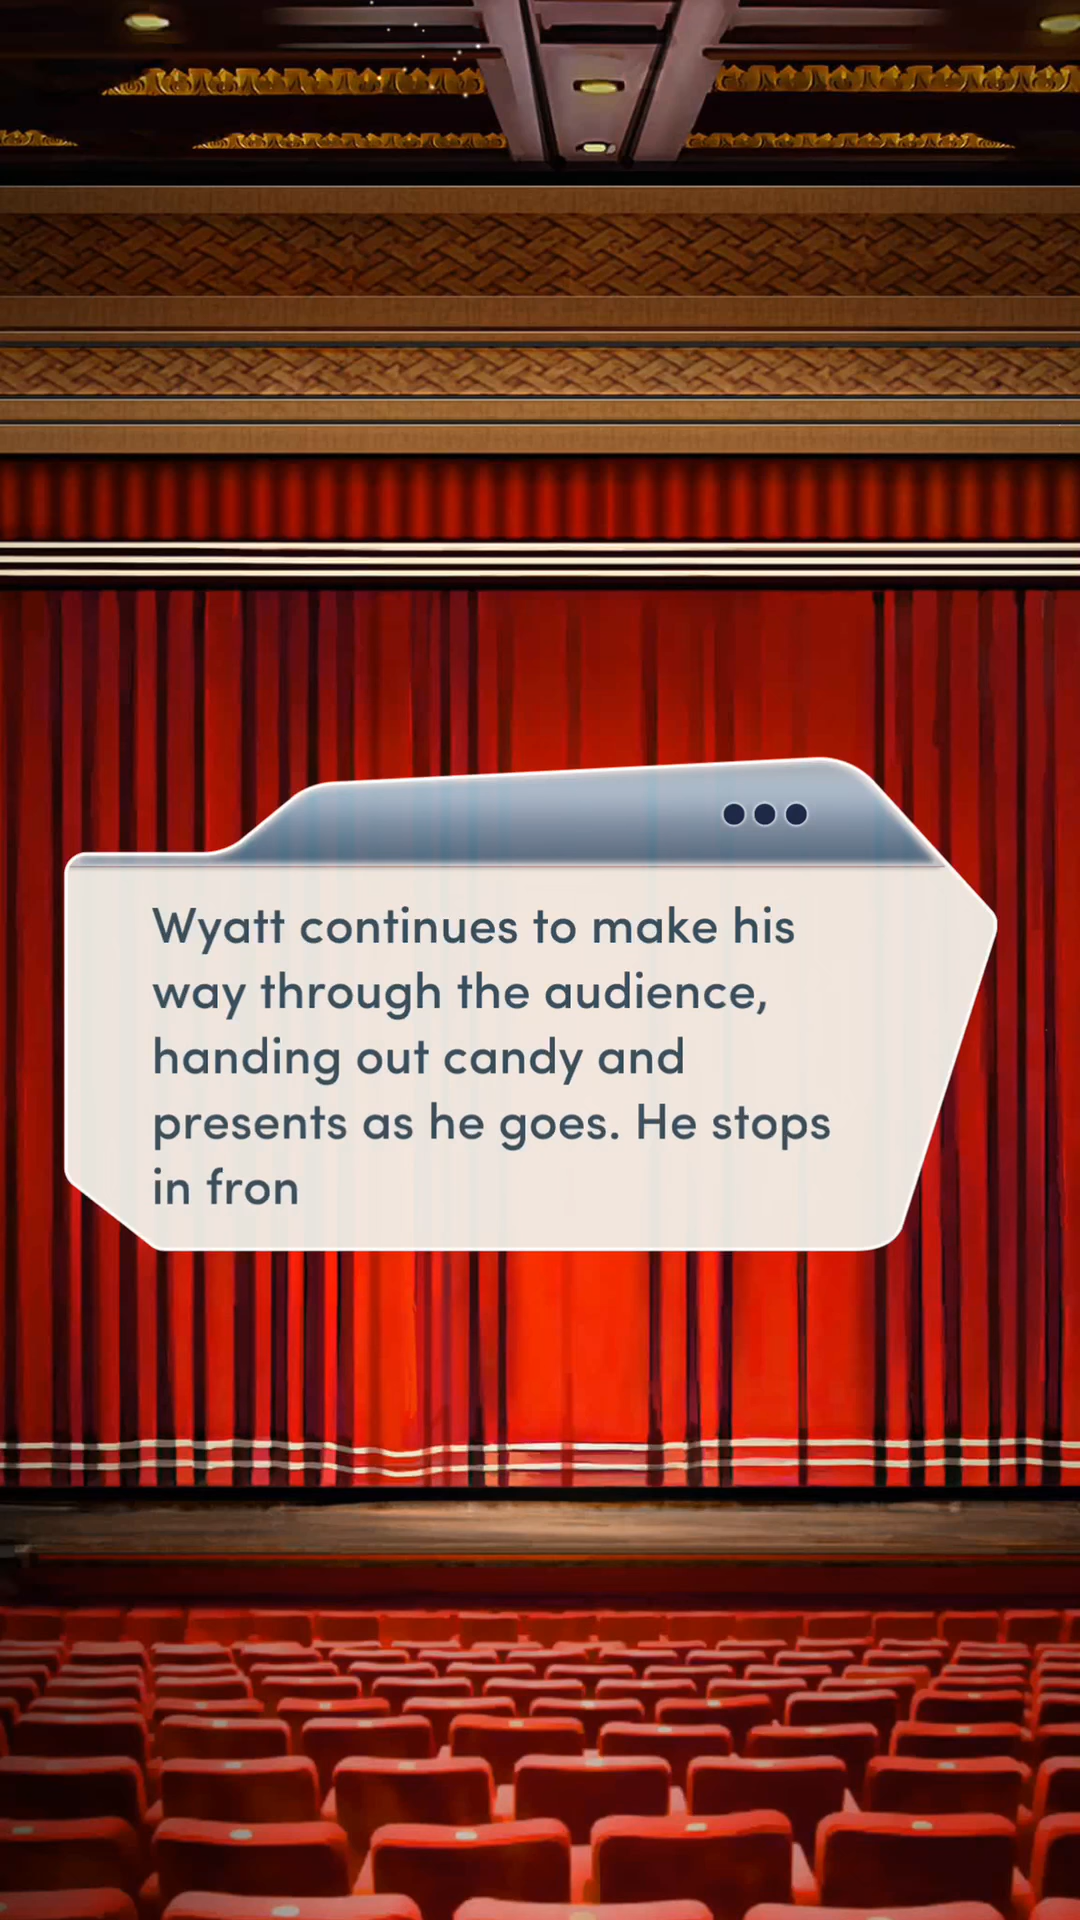 Wyatt continues to make his
way through the audience,
handing out candy and
presents as he goes. He stops
in fron